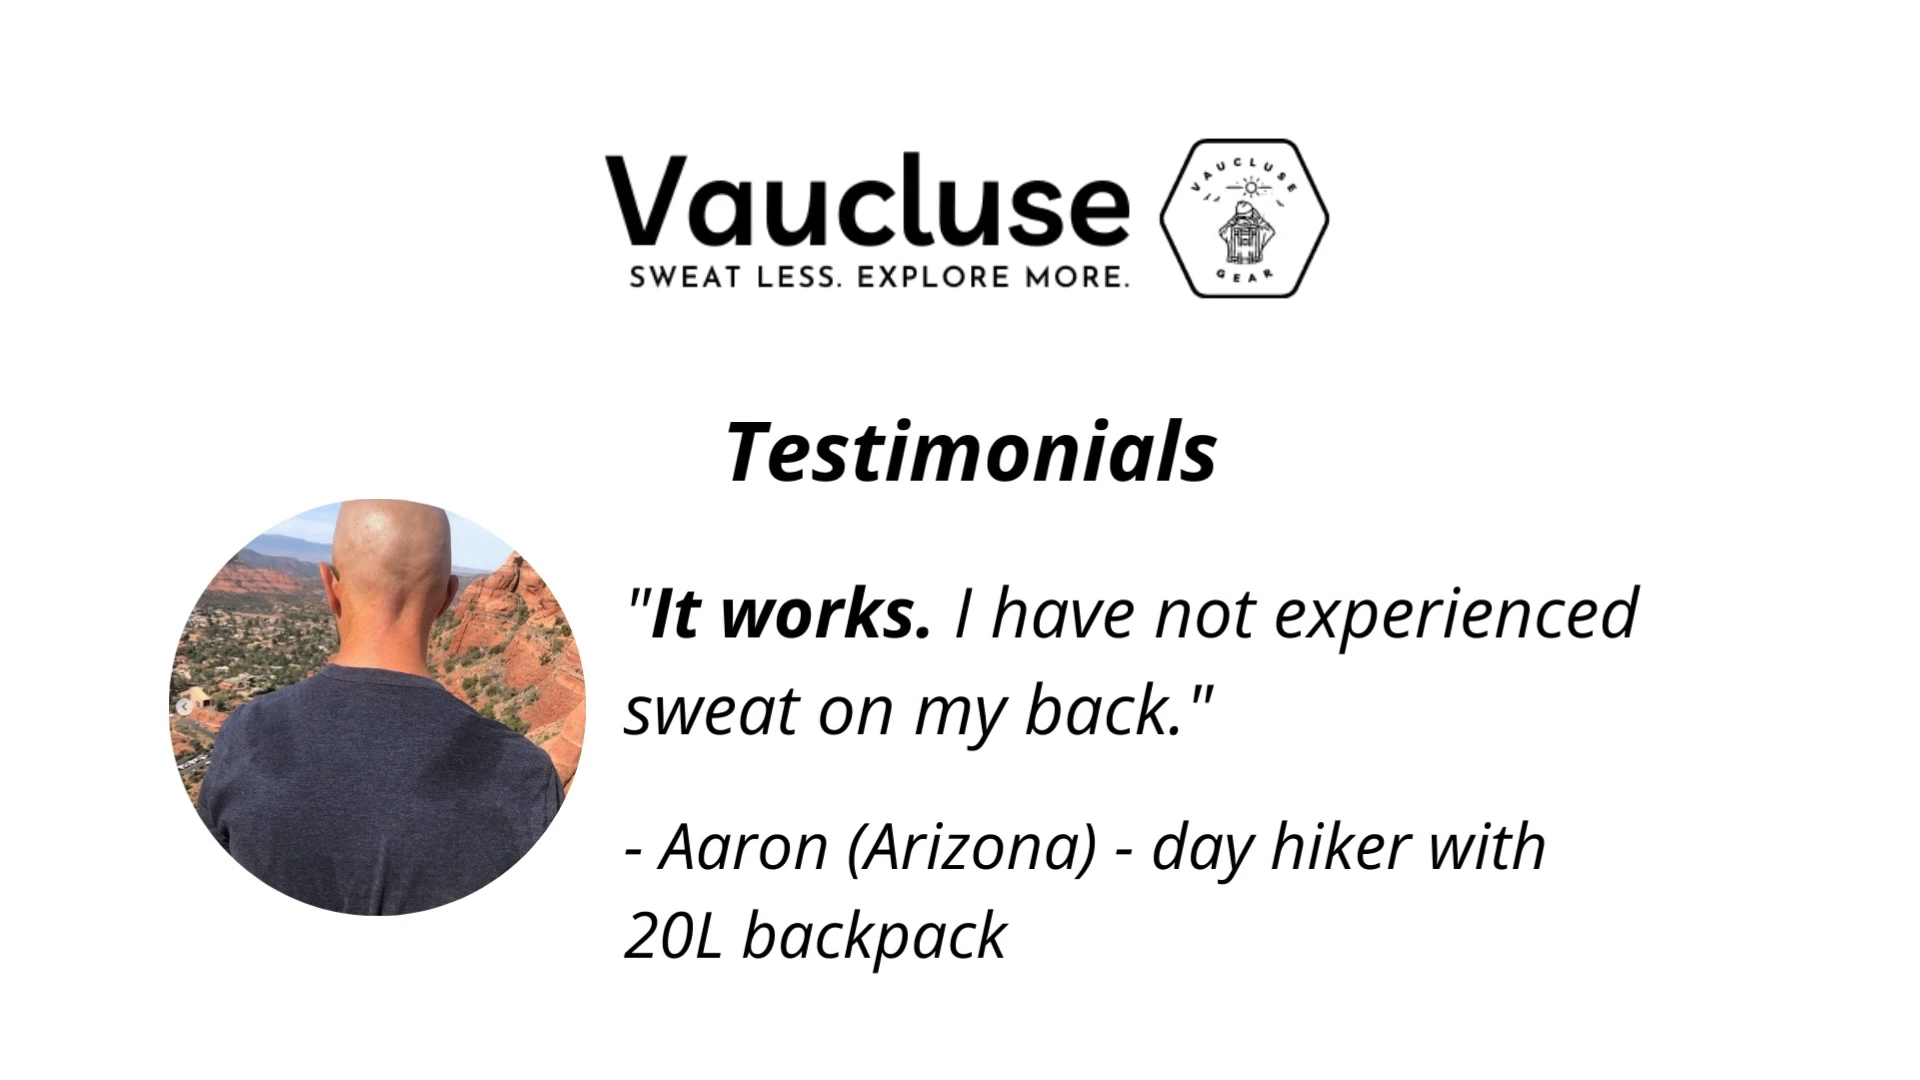 Vaucluse
SWEAT LESS. EXPLORE MORE.
VAUCLUSE
GEAR
Testimonials
"It works. I have not experienced
sweat on my back."
- Aaron (Arizona) - day hiker with
20L backpack